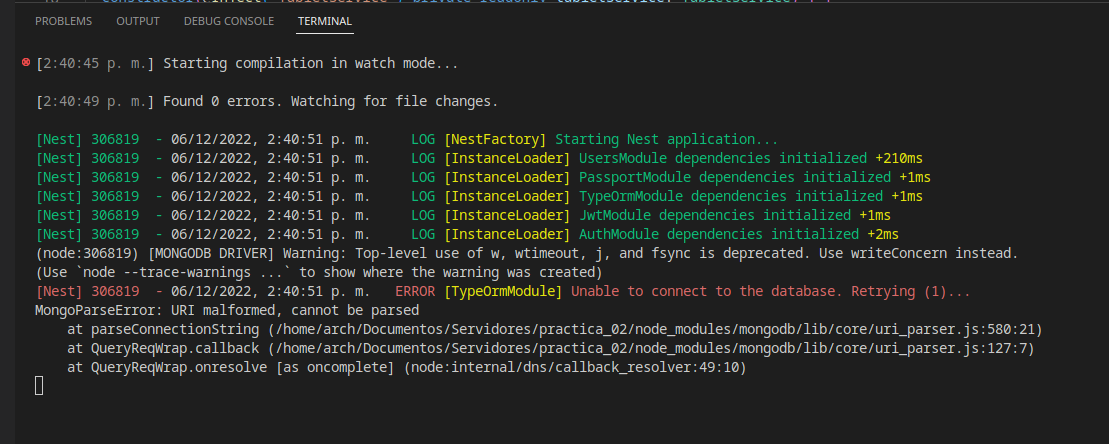 constructor(@Inject('TabletService') private readonly tabletService: TabletService) {
PROBLEMS OUTPUT DEBUG CONSOLE TERMINAL
[2:40:45 p. m.] Starting compilation in watch mode...
[2:40:49 p. m.] Found 0 errors. Watching for file changes.
[Nest] 306819  - 06/12/2022, 2:40:51 p. m.     LOG [NestFactory] Starting Nest application...
[Nest] 306819  - 06/12/2022, 2:40:51 p. m.     LOG [InstanceLoader] UsersModule dependencies initialized +210ms
[Nest] 306819  - 06/12/2022, 2:40:51 p. m.     LOG [InstanceLoader] PassportModule dependencies initialized +1ms
[Nest] 306819  - 06/12/2022, 2:40:51 p. m.     LOG [InstanceLoader] TypeOrmModule dependencies initialized +1ms
[Nest] 306819  - 06/12/2022, 2:40:51 p. m.     LOG [InstanceLoader] JwtModule dependencies initialized +1ms
[Nest] 306819  - 06/12/2022, 2:40:51 p. m.     LOG [InstanceLoader] AuthModule dependencies initialized +2ms
(node:306819) [MONGODB DRIVER] Warning: Top-level use of w, wtimeout, j, and fsync is deprecated. Use writeConcern instead.
(Use `node --trace-warnings ...` to show where the warning was created)
[Nest] 306819  - 06/12/2022, 2:40:51 p. m.   ERROR [TypeOrmModule] Unable to connect to the database. Retrying (1)...
MongoParseError: URI malformed, cannot be parsed
    at parseConnectionString (/home/arch/Documentos/Servidores/practica_02/node_modules/mongodb/lib/core/uri_parser.js:580:21)
    at QueryReqWrap.callback (/home/arch/Documentos/Servidores/practica_02/node_modules/mongodb/lib/core/uri_parser.js:127:7)
    at QueryReqWrap.onresolve [as oncomplete] (node:internal/dns/callback_resolver:49:10)